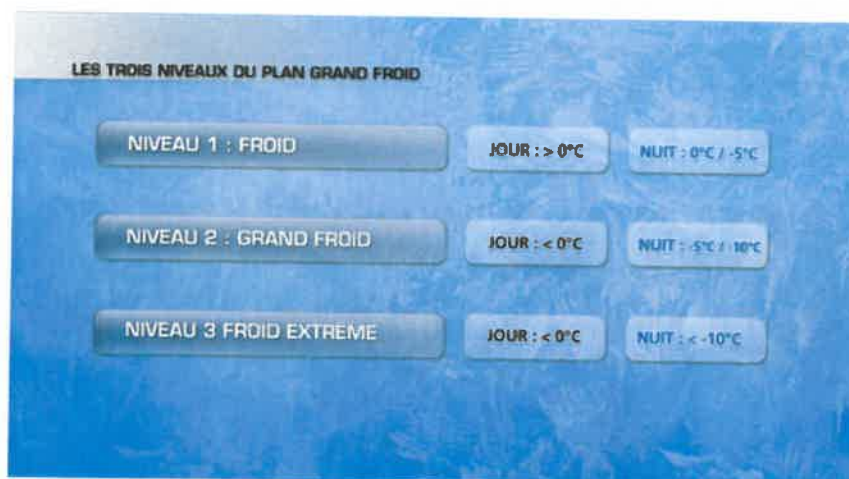 LES TROIS NIVEAUX DU PLAN GRAND FROID
NIVEAU 1 : FROID JOUR : > 0°C NUIT : 0°C / -5°C
NIVEAU 2 : GRAND FROID JOUR : < 0°C NUIT : -5°C / -10°C
NIVEAU 3 FROID EXTREME JOUR : < 0°C NUIT : < -10°C